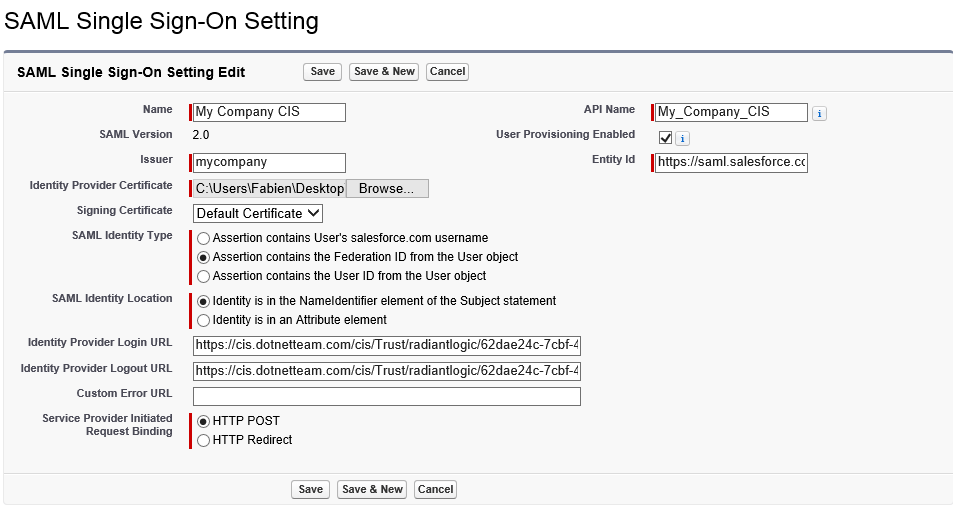 SAML Single Sign-On Setting
SAML Single Sign-On Setting Edit Save Save & New Cancel
Name My Company CIS API Name My_Company_CIS i
SAML Version 2.0 User Provisioning Enabled i
Issuer mycompany Entity Id https://saml.salesforce.cc
Identity Provider Certificate C:\Users\Fabien\Desktop Browse...
Signing Certificate Default Certificate
SAML Identity Type Assertion contains User's salesforce.com username
Assertion contains the Federation ID from the User object
Assertion contains the User ID from the User object
SAML Identity Location Identity is in the NameIdentifier element of the Subject statement
Identity is in an Attribute element
Identity Provider Login URL https://cis.dotnetteam.com/cis/Trust/radiantlogic/62dae24c-7cbf-4
Identity Provider Logout URL https://cis.dotnetteam.com/cis/Trust/radiantlogic/62dae24c-7cbf-4
Custom Error URL
Service Provider Initiated HTTP POST
Request Binding HTTP Redirect
Save Save & New Cancel